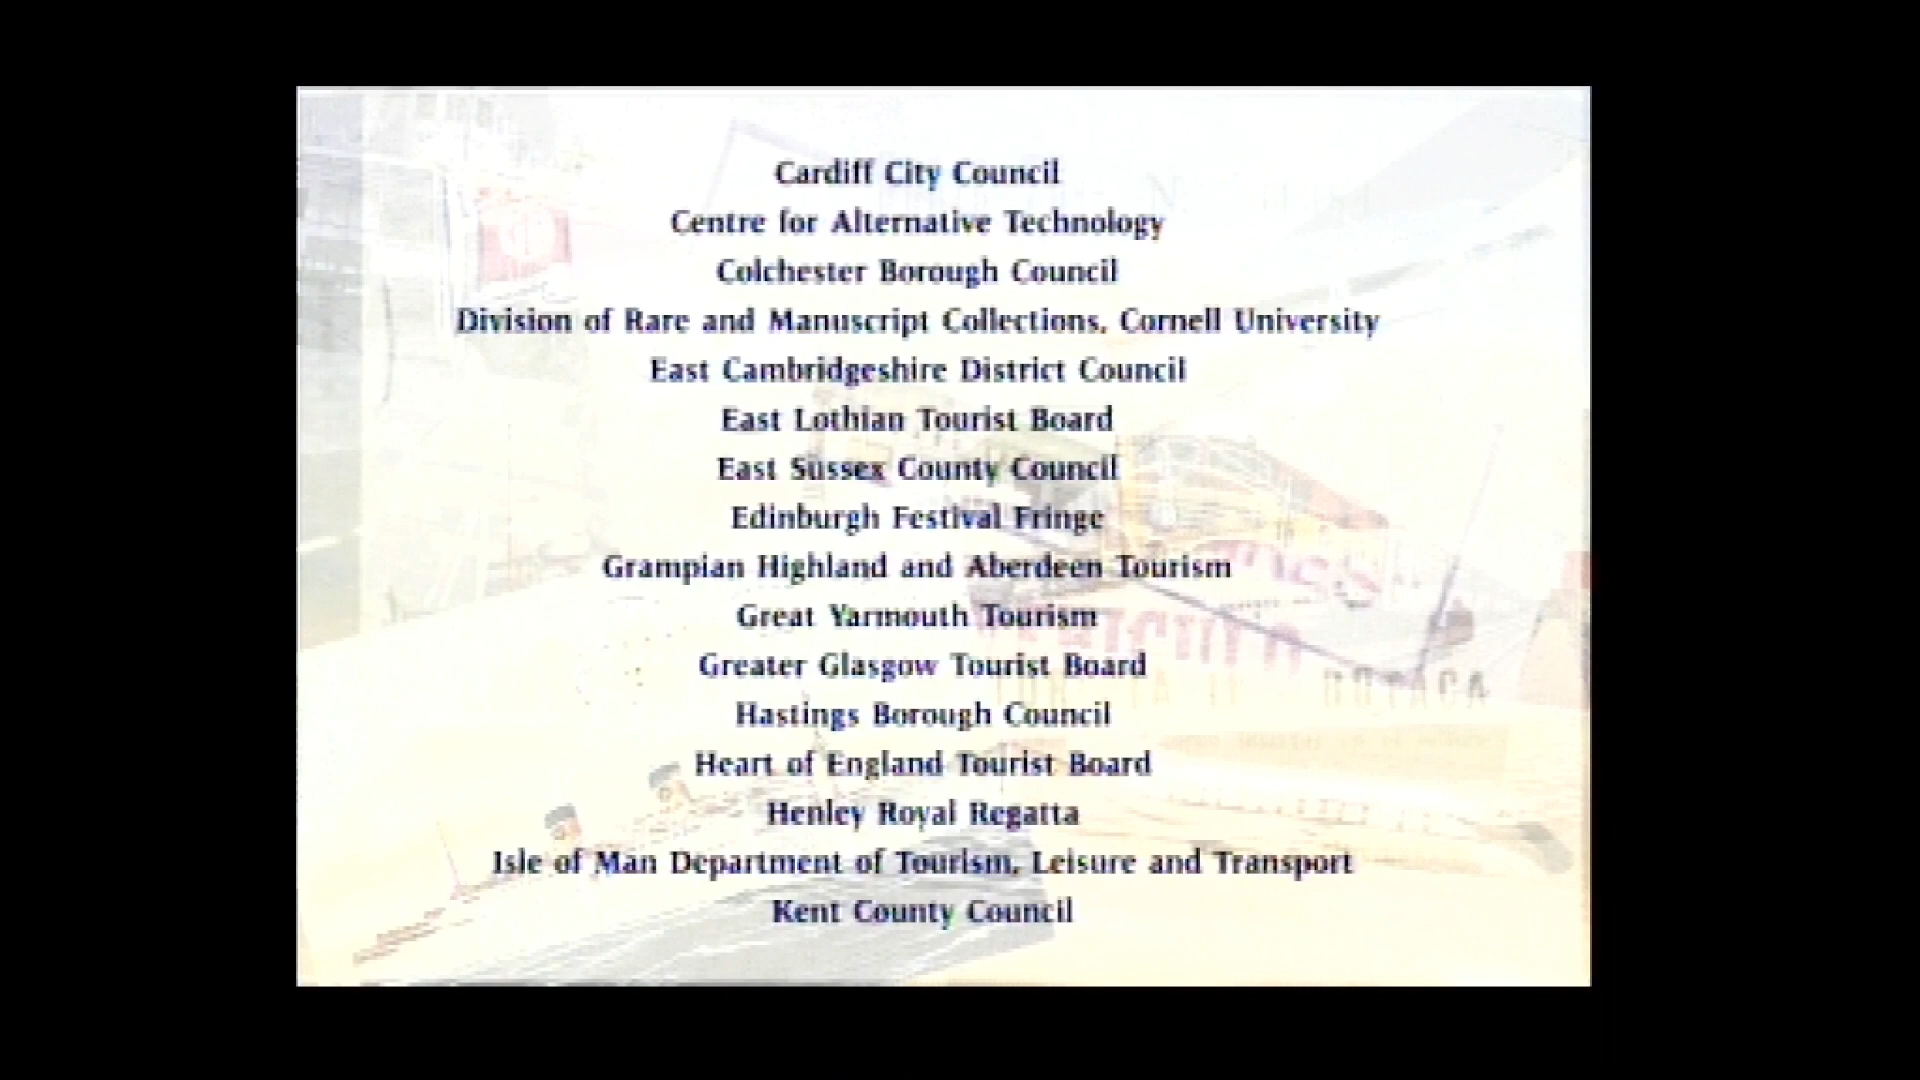 Cardiff City Council
Centre for Alternative Technology
Colchester Borough Council
Division of Rare and Manuscript Collections, Cornell University
East Cambridgeshire District Council
East Lothian Tourist Board
East Sussex County Council
Edinburgh Festival Fringe
Grampian Highland and Aberdeen Tourism
Great Yarmouth Tourism
Greater Glasgow Tourist Board
Hastings Borough Council
Heart of England Tourist Board
Henley Royal Regatta
Isle of Man Department of Tourism, Leisure and Transport
Kent County Council